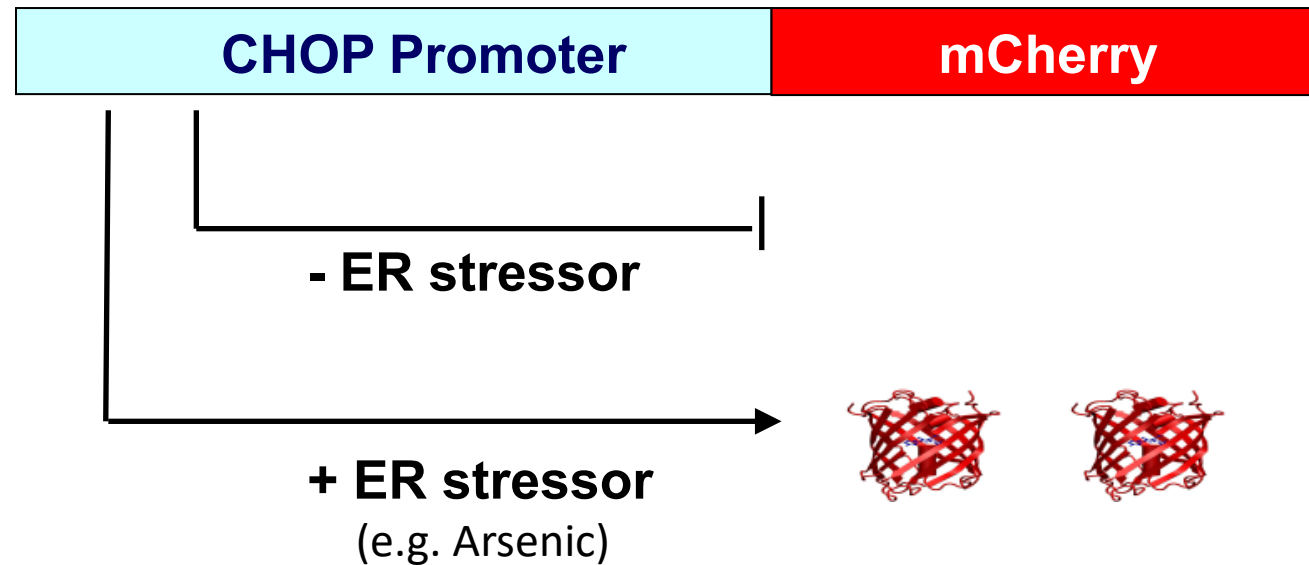 CHOP Promoter
mCherry
- ER stressor
+ ER stressor
(e.g. Arsenic)